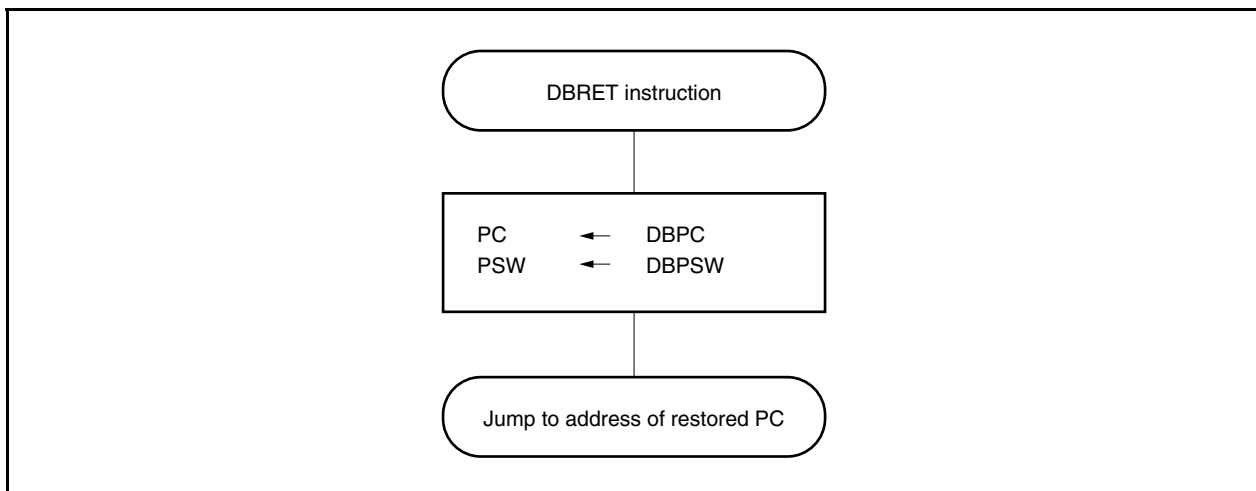 DBRET instruction
PC ← DBPC
PSW ← DBPSW
Jump to address of restored PC